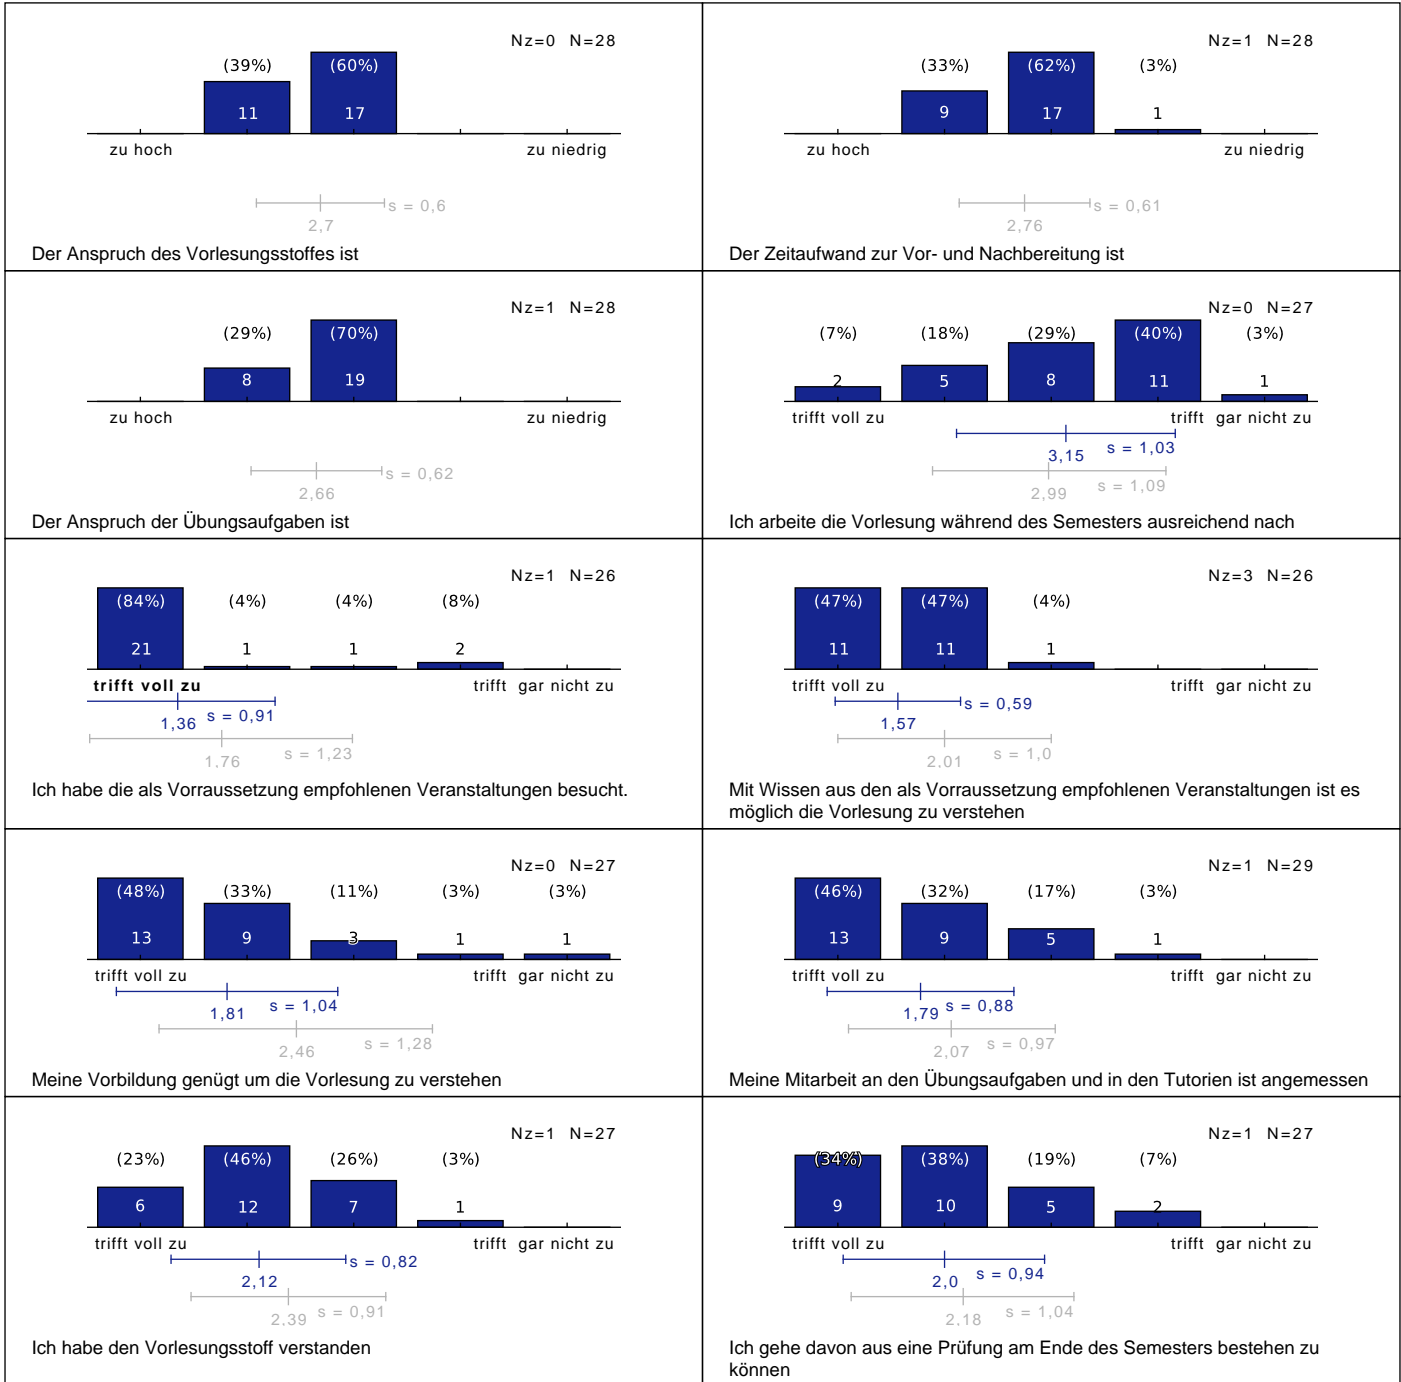 Nz=0 N=28
(39%) (60%)
11 17
zu hoch zu niedrig
s = 0,6
2,7
Der Anspruch des Vorlesungsstoffes ist
Nz=1 N=28
(33%) (62%) (3%)
9 17 1
zu hoch zu niedrig
s = 0,61
2,76
Der Zeitaufwand zur Vor- und Nachbereitung ist
Nz=1 N=28
(29%) (70%)
8 19
zu hoch zu niedrig
s = 0,62
2,66
Der Anspruch der Übungsaufgaben ist
Nz=0 N=27
(7%) (18%) (29%) (40%) (3%)
2 5 8 11 1
trifft voll zu trifft gar nicht zu
s = 1,03
3,15
s = 1,09
2,99
Ich arbeite die Vorlesung während des Semesters ausreichend nach
Nz=1 N=26
(84%) (4%) (4%) (8%)
21 1 1 2
trifft voll zu trifft gar nicht zu
s = 0,91
1,36
s = 1,23
1,76
Ich habe die als Vorraussetzung empfohlenen Veranstaltungen besucht.
Nz=3 N=26
(47%) (47%) (4%)
11 11 1
trifft voll zu trifft gar nicht zu
s = 0,59
1,57
s = 1,0
2,01
Mit Wissen aus den als Vorraussetzung empfohlenen Veranstaltungen ist es
möglich die Vorlesung zu verstehen
Nz=0 N=27
(48%) (33%) (11%) (3%) (3%)
13 9 3 1 1
trifft voll zu trifft gar nicht zu
s = 1,04
1,81
s = 1,28
2,46
Meine Vorbildung genügt um die Vorlesung zu verstehen
Nz=1 N=29
(46%) (32%) (17%) (3%)
13 9 5 1
trifft voll zu trifft gar nicht zu
s = 0,88
1,79
s = 0,97
2,07
Meine Mitarbeit an den Übungsaufgaben und in den Tutorien ist angemessen
Nz=1 N=27
(23%) (46%) (26%) (3%)
6 12 7 1
trifft voll zu trifft gar nicht zu
s = 0,82
2,12
s = 0,91
2,39
Ich habe den Vorlesungsstoff verstanden
Nz=1 N=27
(34%) (38%) (19%) (7%)
9 10 5 2
trifft voll zu trifft gar nicht zu
s = 0,94
2,0
s = 1,04
2,18
Ich gehe davon aus eine Prüfung am Ende des Semesters bestehen zu
können